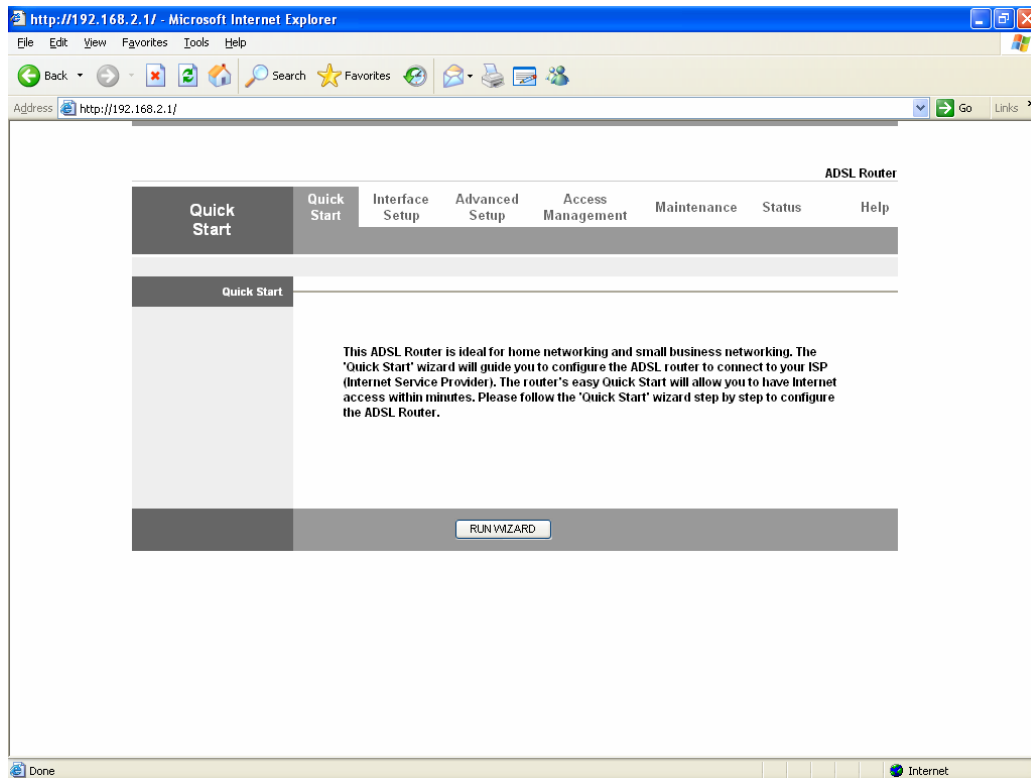 http://192.168.2.1/ - Microsoft Internet Explorer
File Edit View Favorites Tools Help
Back Search Favorites
Address http://192.168.2.1/ Go Links
ADSL Router
Quick Start
Quick Start Interface Setup Advanced Setup Access Management Maintenance Status Help
Quick Start
This ADSL Router is ideal for home networking and small business networking. The
'Quick Start' wizard will guide you to configure the ADSL router to connect to your ISP
(Internet Service Provider). The router's easy Quick Start will allow you to have Internet
access within minutes. Please follow the 'Quick Start' wizard step by step to configure
the ADSL Router.
RUN WIZARD
Done Internet